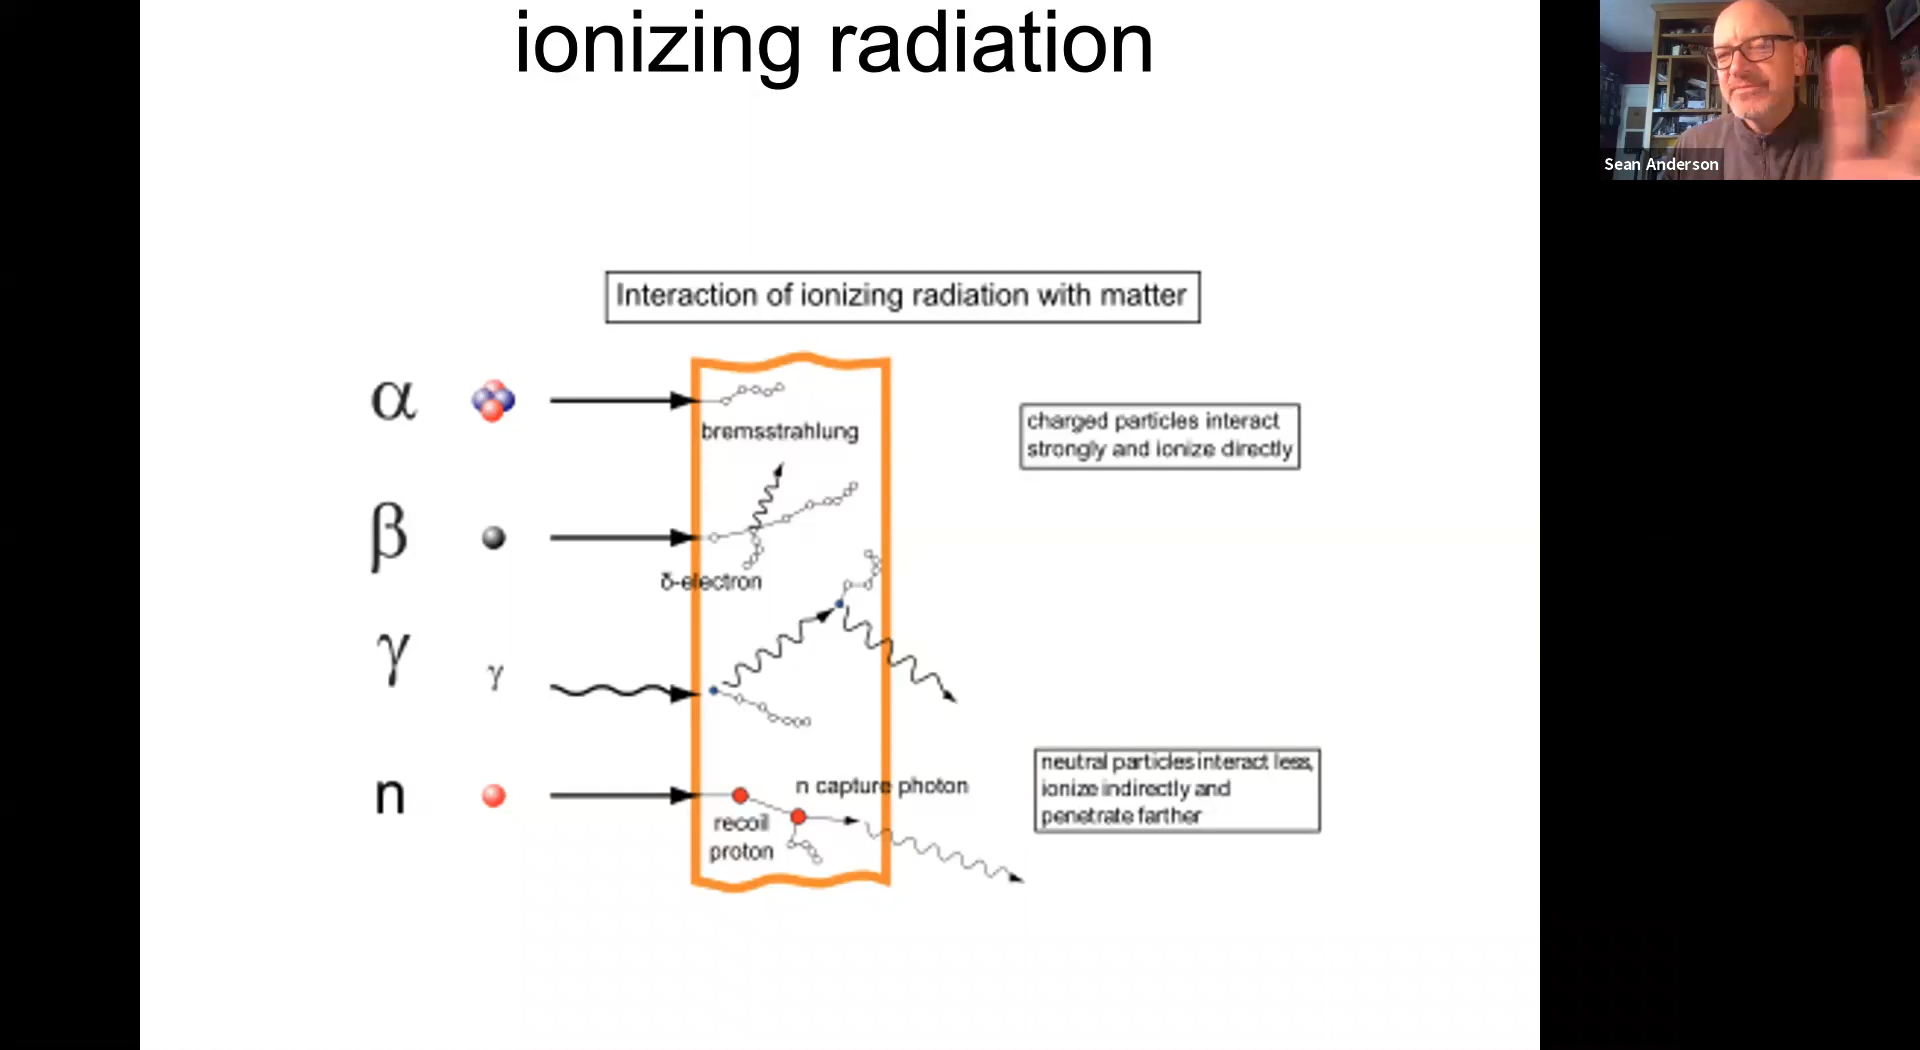 ionizing radiation
Sean Anderson
Interaction of ionizing radiation with matter
α
bremsstrahlung
charged particles interact
strongly and ionize directly
β
δ-electron
γ
γ
n
n capture photon
recoil
proton
neutral particles interact less,
ionize indirectly and
penetrate farther